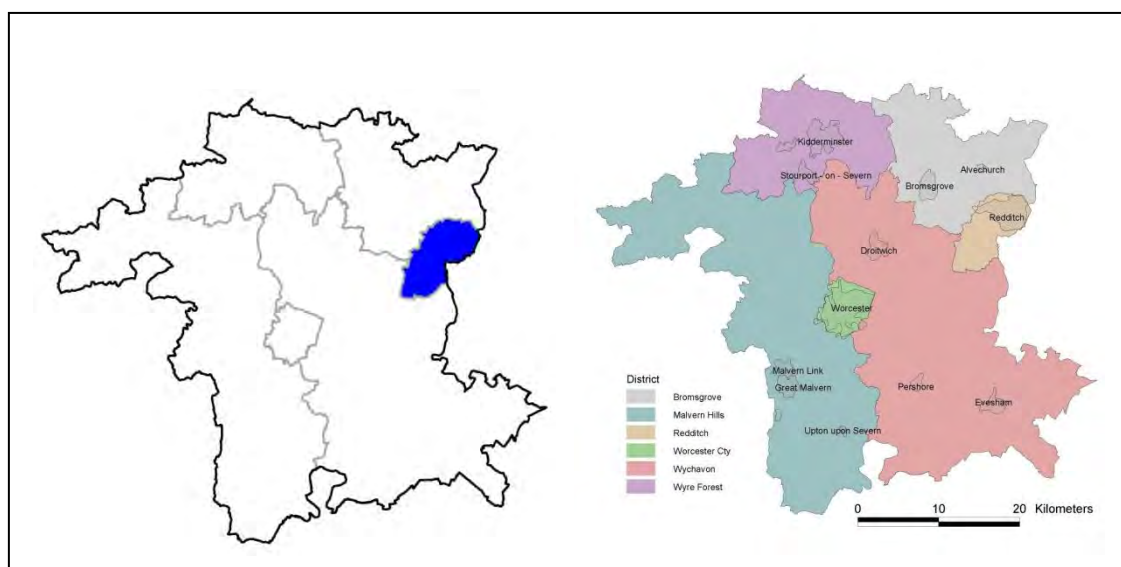 Kidderminster
Stourport - on - Severn
Bromsgrove
Alvechurch
Redditch
Droitwich
Worcester
Malvern Link
Great Malvern
Pershore
Evesham
Upton upon Severn
District
Bromsgrove
Malvern Hills
Redditch
Worcester Cty
Wychavon
Wyre Forest
0 10 20 Kilometers